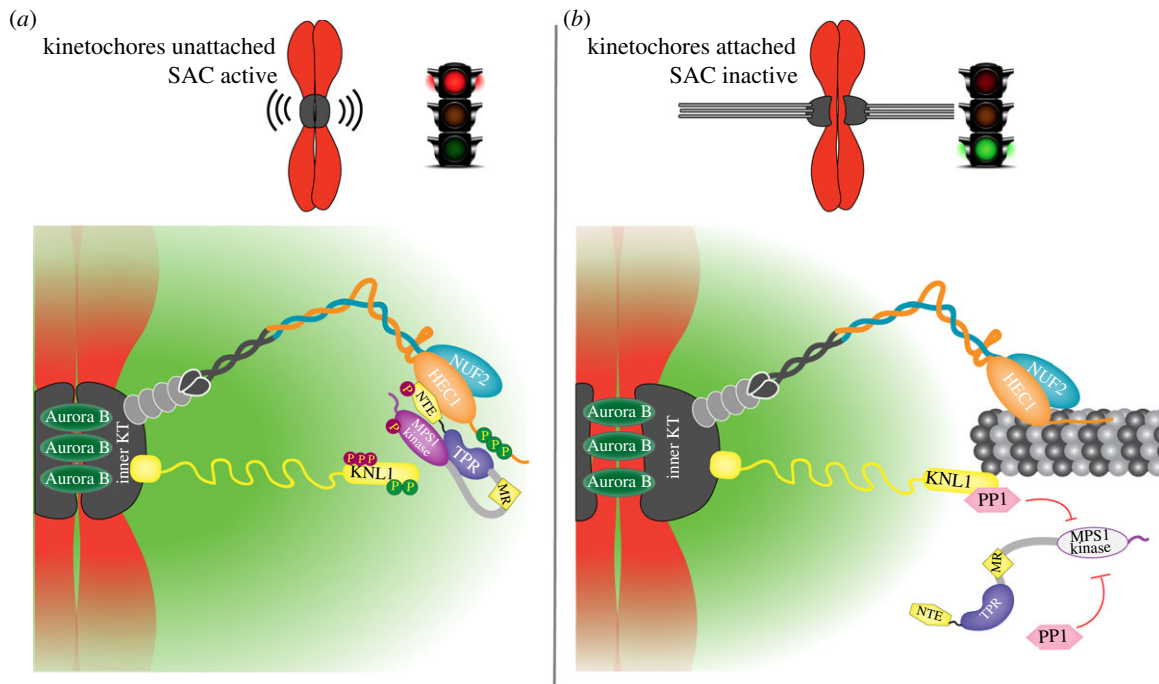 (a)
kinetochores unattached
SAC active
Aurora B
Aurora B
Aurora B
inner KT
NUF2
HEC1
P
NTE
P
MPS1
kinase
TPR
P
P
P
P P P
KNL1
P P
MR
(b)
kinetochores attached
SAC inactive
Aurora B
Aurora B
Aurora B
inner KT
NUF2
HEC1
KNL1
PP1
MPS1
kinase
MR
TPR
NTE
PP1